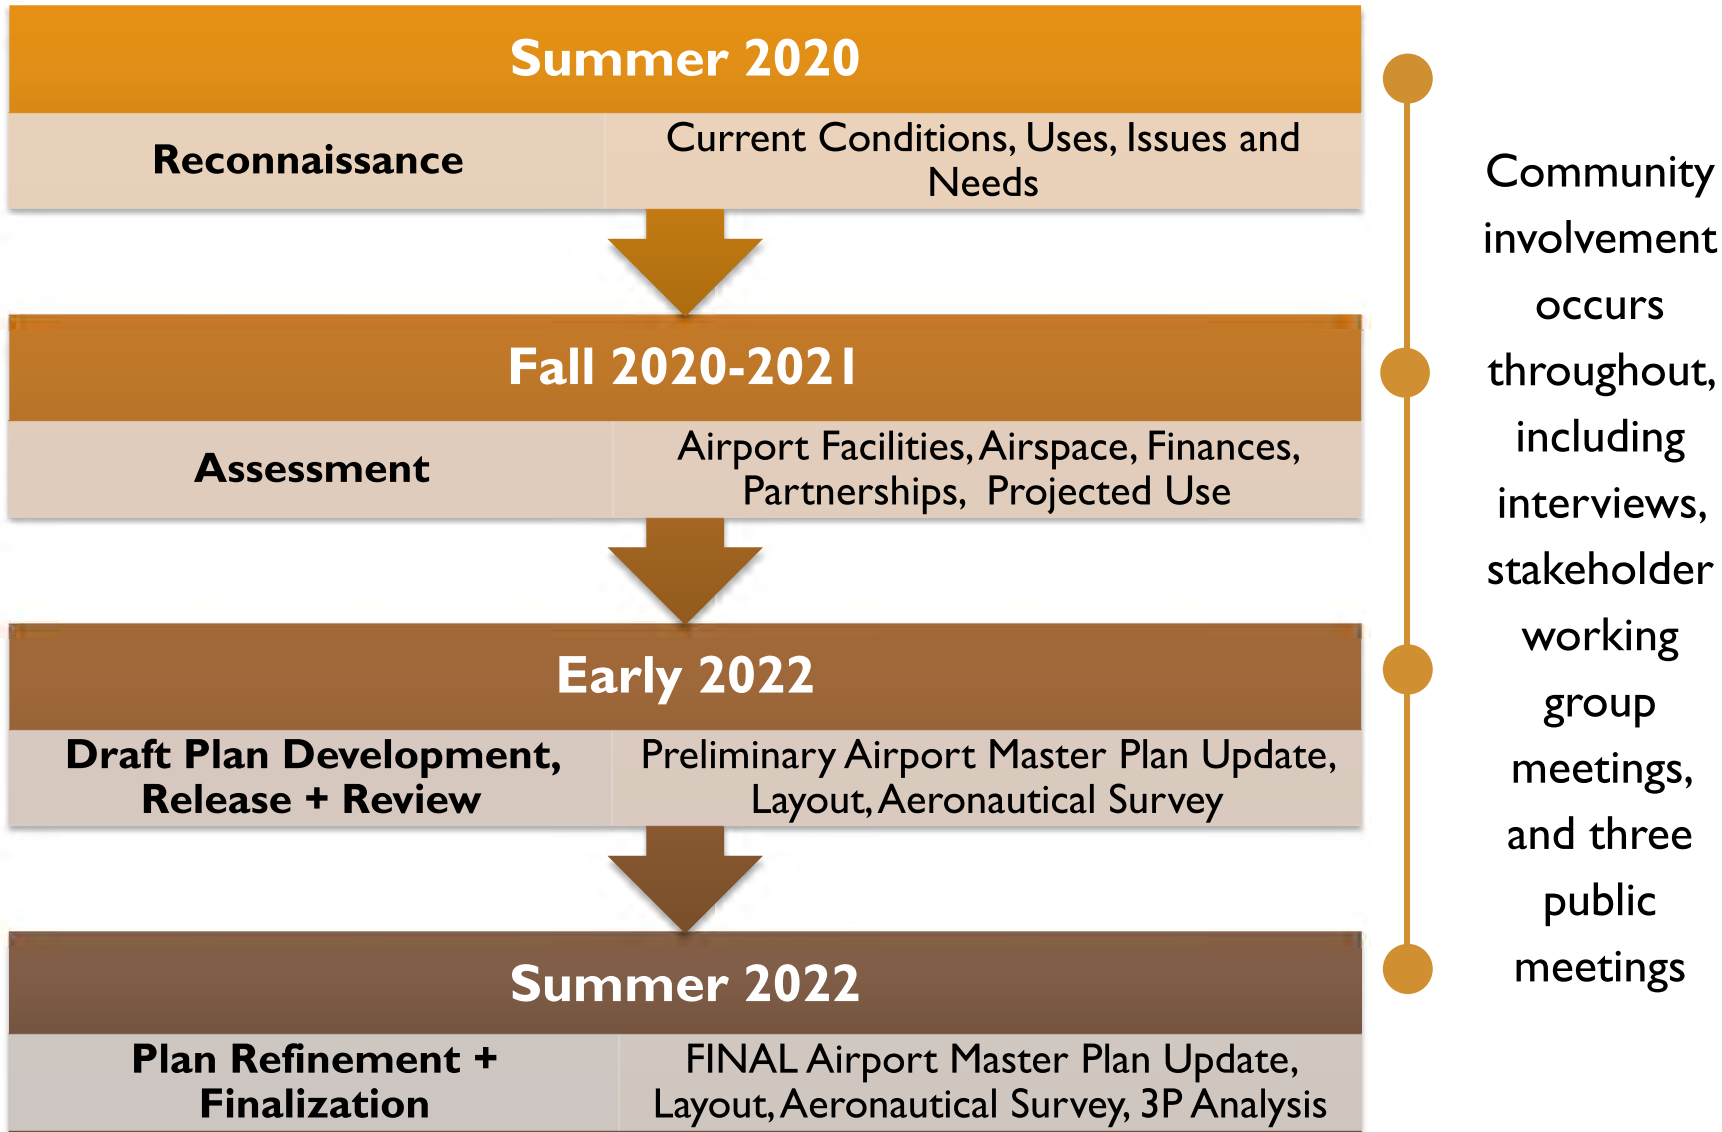 Summer 2020
Reconnaissance
Current Conditions, Uses, Issues and
Needs
Fall 2020-2021
Assessment
Airport Facilities, Airspace, Finances,
Partnerships, Projected Use
Early 2022
Draft Plan Development,
Release + Review
Preliminary Airport Master Plan Update,
Layout, Aeronautical Survey
Summer 2022
Plan Refinement +
Finalization
FINAL Airport Master Plan Update,
Layout, Aeronautical Survey, 3P Analysis
Community
involvement
occurs
throughout,
including
interviews,
stakeholder
working
group
meetings,
and three
public
meetings